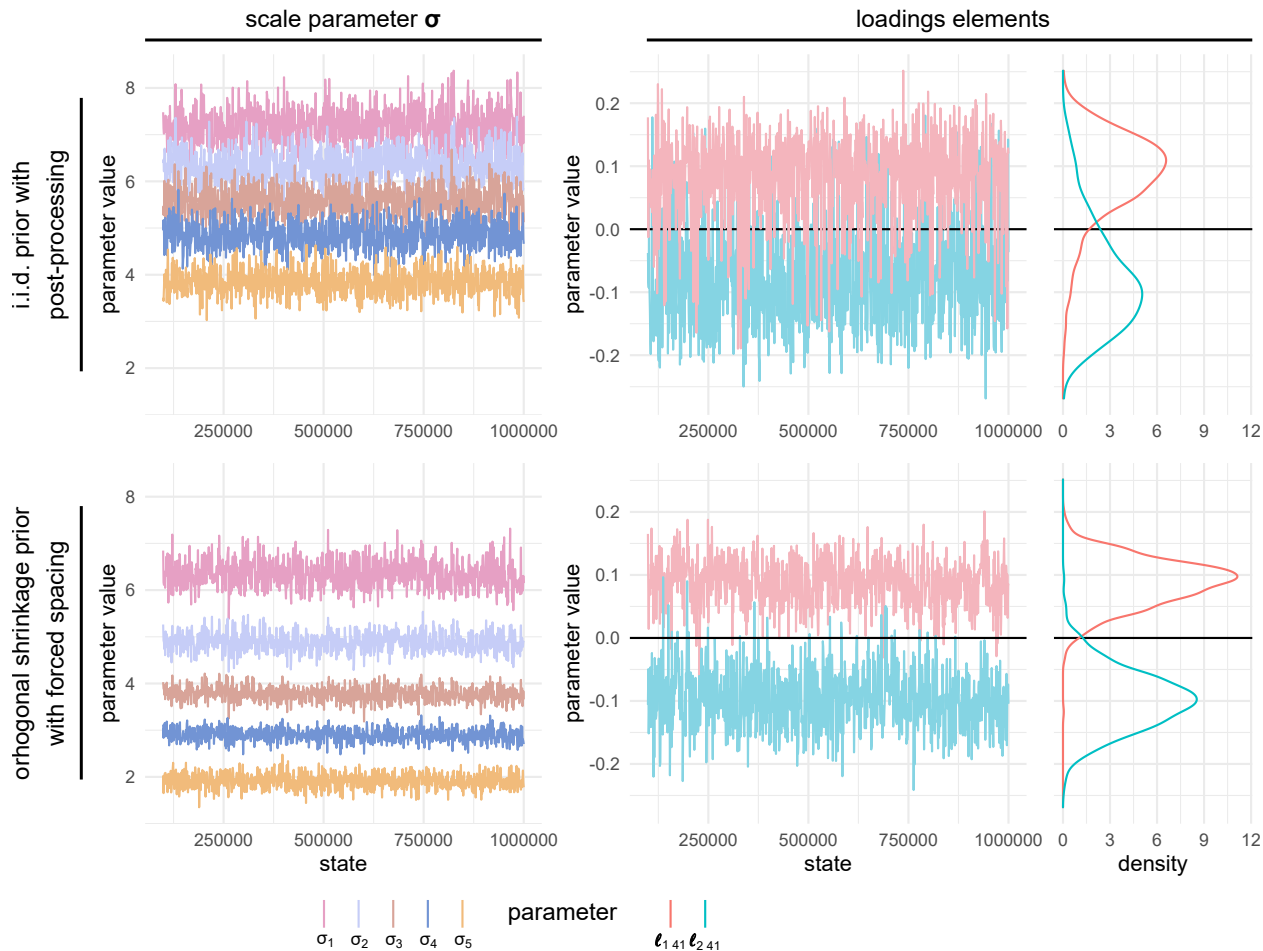 scale parameter σ
loadings elements
i.i.d. prior with
post-processing
parameter value
8
6
4
2
250000 500000 750000 1000000
parameter value
0.2
0.1
0.0
-0.1
-0.2
250000 500000 750000 1000000
0 3 6 9 12
orhogonal shrinkage prior
with forced spacing
parameter value
8
6
4
2
250000 500000 750000 1000000
state
parameter value
0.2
0.1
0.0
-0.1
-0.2
250000 500000 750000 1000000
state
0 3 6 9 12
density
parameter
σ1 σ2 σ3 σ4 σ5
ℓ1 41 ℓ2 41